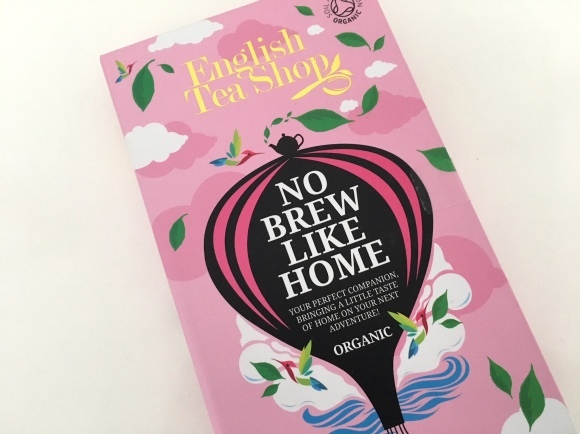 English
Tea Shop
ORGANIC
NO
BREW
LIKE
HOME
YOUR PERFECT COMPANION,
BRINGING A LITTLE TASTE
OF HOME ON YOUR NEXT
ADVENTURE!
ORGANIC